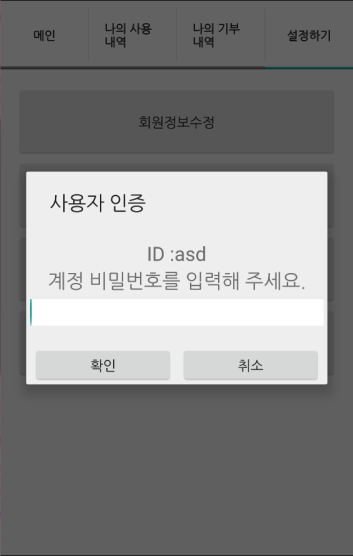 메인
나의 사용
내역
나의 기부
내역
설정하기
회원정보수정
사용자 인증
ID :asd
계정 비밀번호를 입력해 주세요.
확인
취소